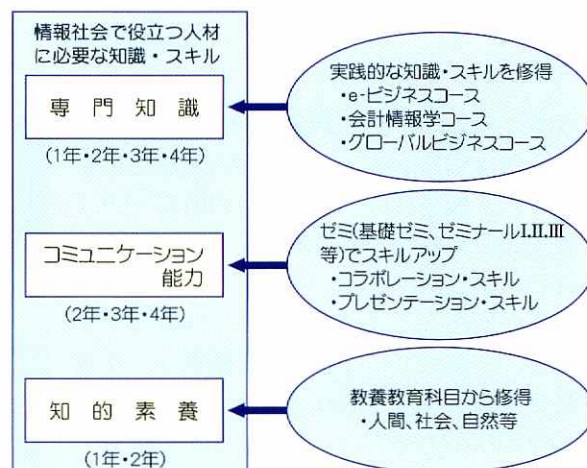 情報社会で役立つ人材
に必要な知識・スキル
専門知識
(1年・2年・3年・4年)
実践的な知識・スキルを修得
・e-ビジネスコース
・会計情報学コース
・グローバルビジネスコース
コミュニケーション
能力
(2年・3年・4年)
ゼミ(基礎ゼミ、ゼミナールI.II.III
等)でスキルアップ
・コラボレーション・スキル
・プレゼンテーション・スキル
知的素養
(1年・2年)
教養教育科目から修得
・人間、社会、自然等